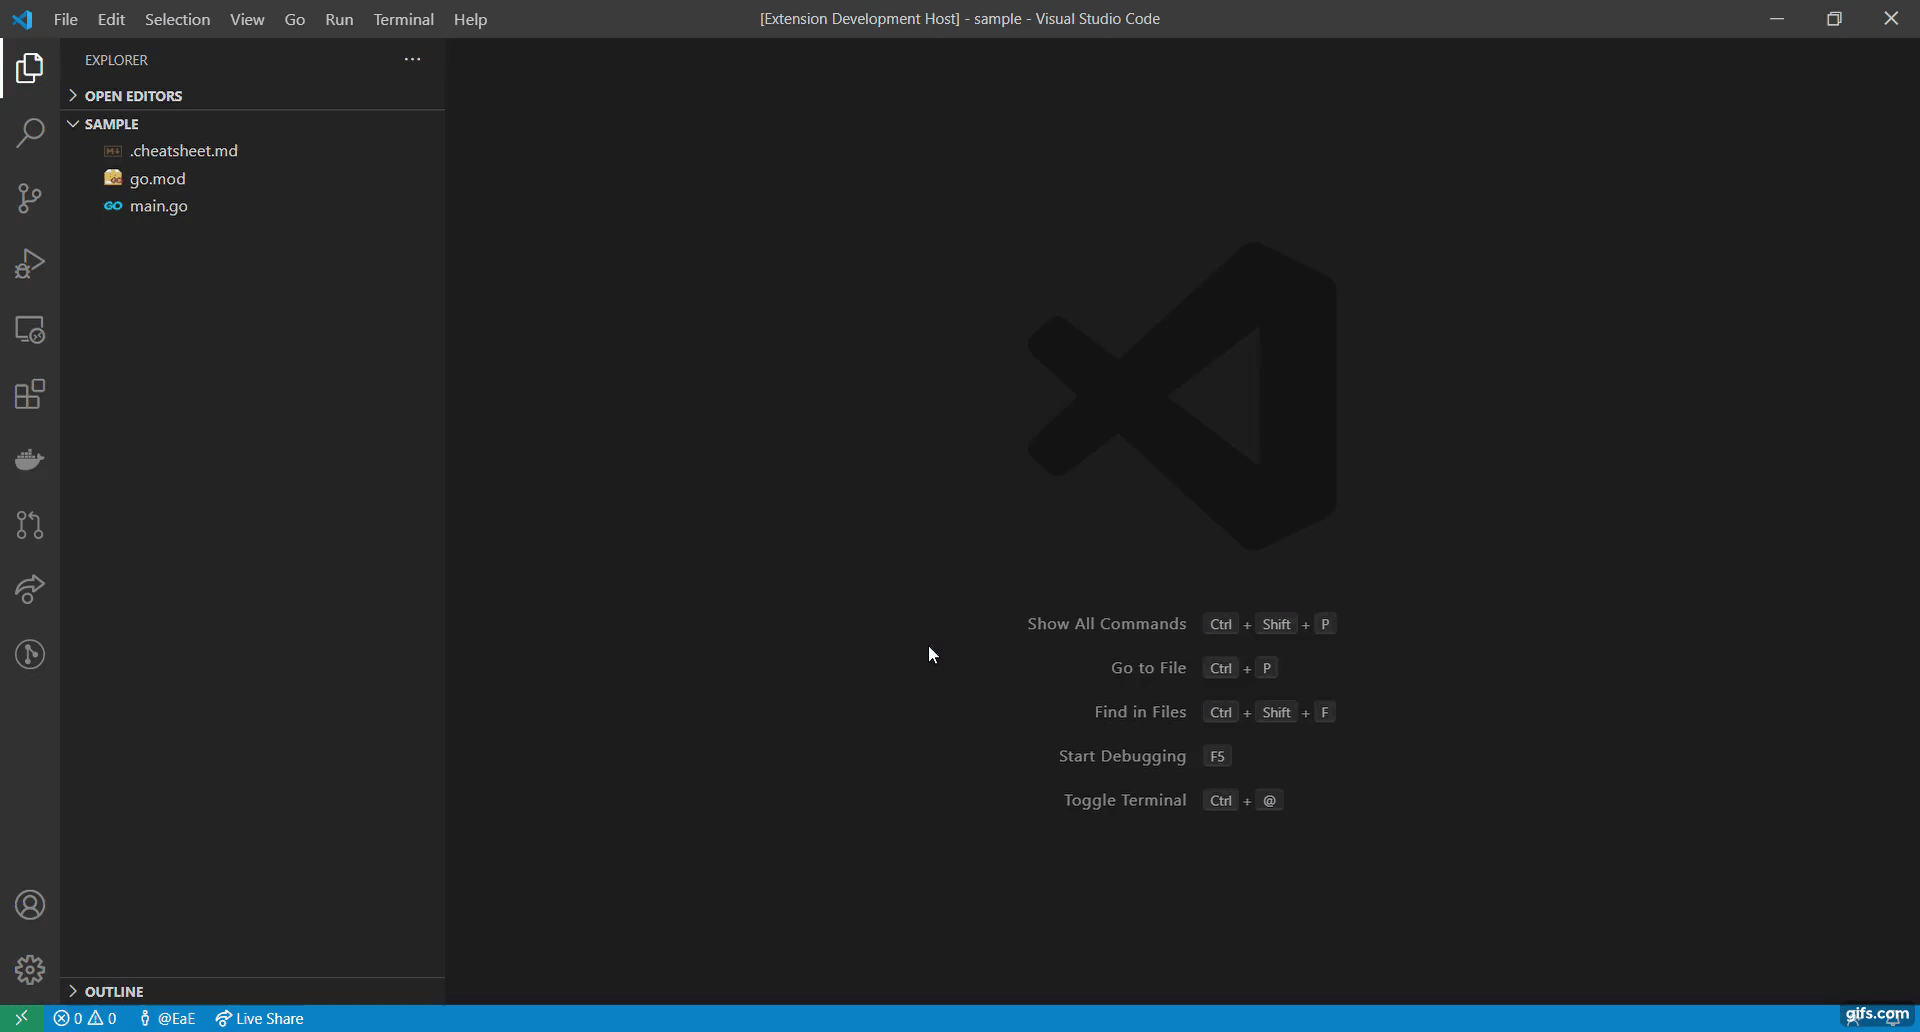 File Edit Selection View Go Run Terminal Help
[Extension Development Host] - sample - Visual Studio Code
EXPLORER
OPEN EDITORS
SAMPLE
.cheatsheet.md
go.mod
GO main.go
Show All Commands Ctrl + Shift + P
Go to File Ctrl + P
Find in Files Ctrl + Shift + F
Start Debugging F5
Toggle Terminal Ctrl + @
OUTLINE
0 0 @EaE Live Share
gifs.com